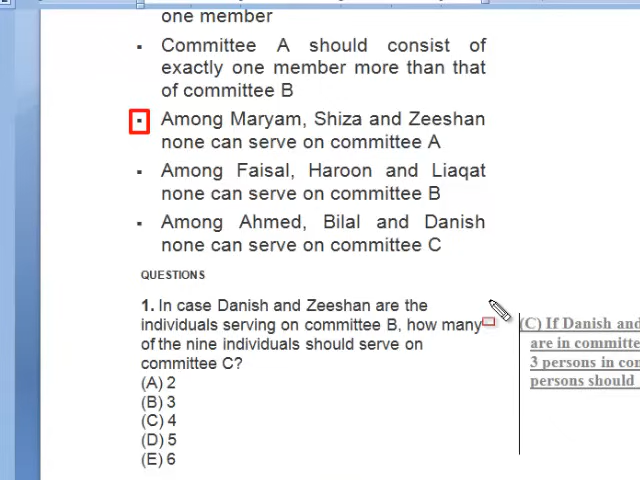 one member
▪ Committee A should consist of
exactly one member more than that
of committee B
▪ Among Maryam, Shiza and Zeeshan
none can serve on committee A
▪ Among Faisal, Haroon and Liaqat
none can serve on committee B
▪ Among Ahmed, Bilal and Danish
none can serve on committee C
QUESTIONS
1. In case Danish and Zeeshan are the
individuals serving on committee B, how many
of the nine individuals should serve on
committee C?
(A) 2
(B) 3
(C) 4
(D) 5
(E) 6
(C) If Danish and
are in committe
3 persons in con
persons should